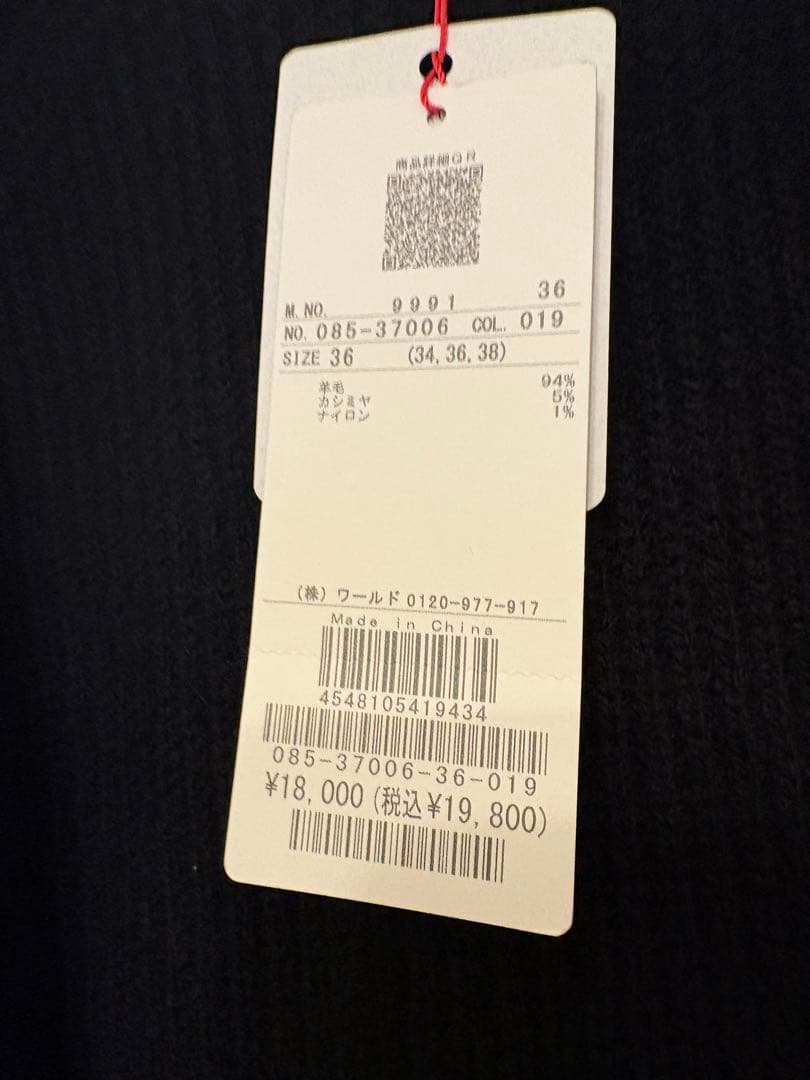 商品詳細QR
36
M. NO. 9991
NO. 085-37006 COL. 019
SIZE 36 (34, 36, 38)
羊毛 94%
カシミヤ 5%
ナイロン 1%
(株) ワールド 0120-977-917
Made in China
4548105419434
085-37006-36-019
¥18,000 (税込¥19,800)